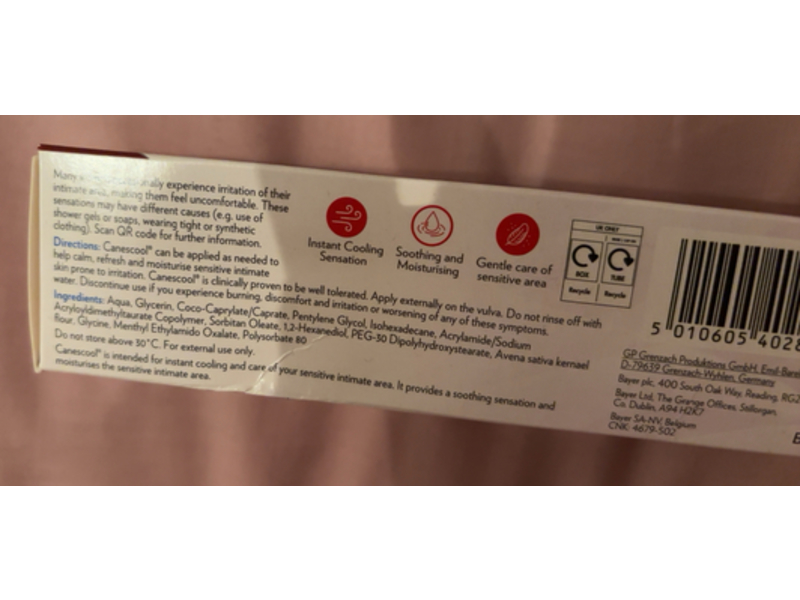 Many experience irritation of their
intimate area, making them feel uncomfortable. These
sensations may have different causes (e.g. use of
shower gels or soaps, wearing tight or synthetic
clothing). Scan QR code for further information.
Directions: Canescool® can be applied as needed to
help calm, refresh and moisturise sensitive intimate
skin prone to irritation. Canescool® is clinically proven to be well tolerated. Apply externally on the vulva. Do not rinse off with
water. Discontinue use if you experience burning, discomfort and irritation or worsening of any of these symptoms.
Ingredients: Aqua, Glycerin, Coco-Caprylate/Caprate, Pentylene Glycol, Isohexadecane, Acrylamide/Sodium
Acryloyldimethyltaurate Copolymer, Sorbitan Oleate, 1,2-Hexanediol, PEG-30 Dipolyhydroxystearate, Avena sativa kernael
flour, Glycine, Menthyl Ethylamido Oxalate, Polysorbate 80
Do not store above 30°C. For external use only.
Canescool® is intended for instant cooling and care of your sensitive intimate area. It provides a soothing sensation and
moisturises the sensitive intimate area.
Instant Cooling
Sensation
Soothing and
Moisturising
Gentle care of
sensitive area
UK ONLY
BOX
TUBE
Recycle
Recycle
5 010605 4028
GP Grenzach Produktions GmbH, Emil-Bare
D-79639 Grenzach-Wyhlen, Germany
Bayer plc, 400 South Oak Way, Reading, RG2
Bayer Ltd, The Grange Offices, Stillorgan,
Co. Dublin, A94 H2K7
Bayer SA-NV, Belgium
CNK: 4679-502